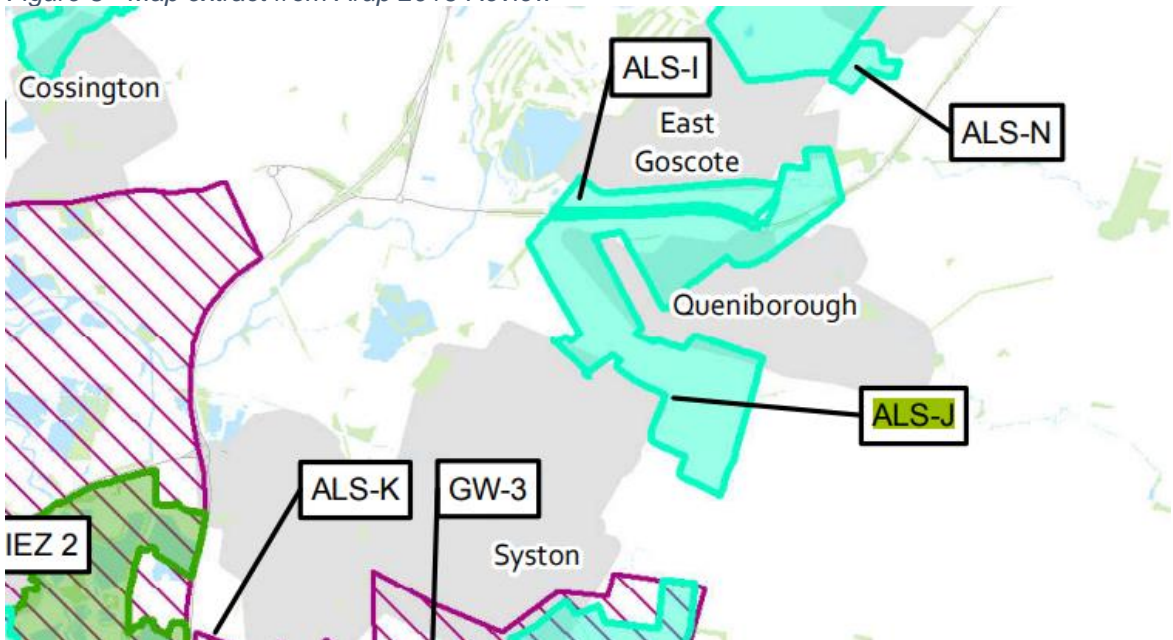 Cossington
ALS-I
East
Goscote
ALS-N
Queniborough
ALS-J
ALS-K
GW-3
IEZ 2
Syston